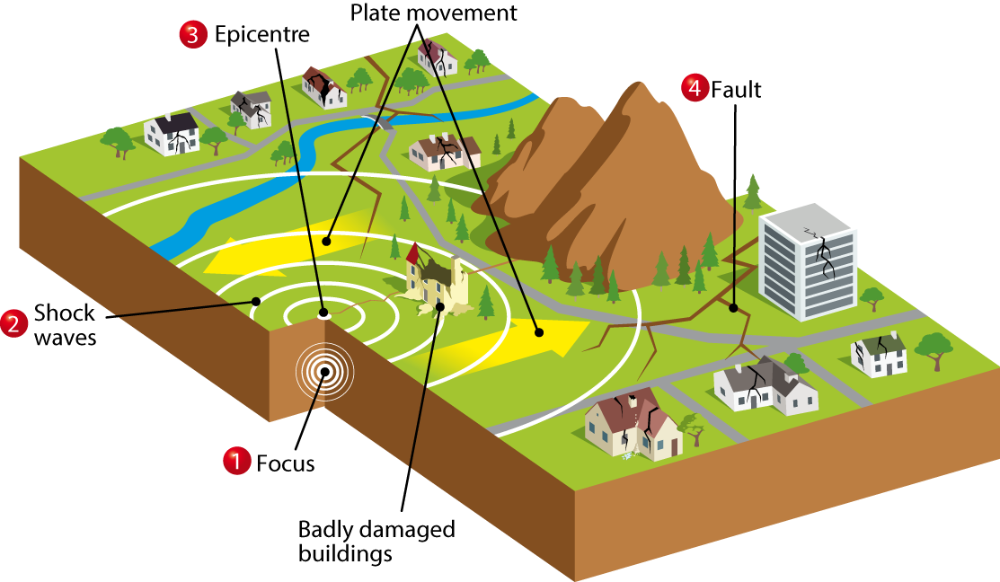 Plate movement
3 Epicentre
4 Fault
2 Shock
waves
1 Focus
Badly damaged
buildings